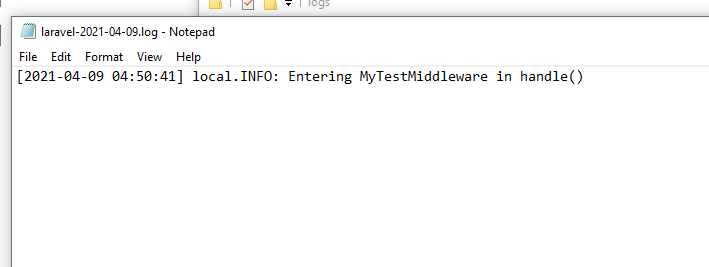 logs
laravel-2021-04-09.log - Notepad
File Edit Format View Help
[2021-04-09 04:50:41] local.INFO: Entering MyTestMiddleware in handle()